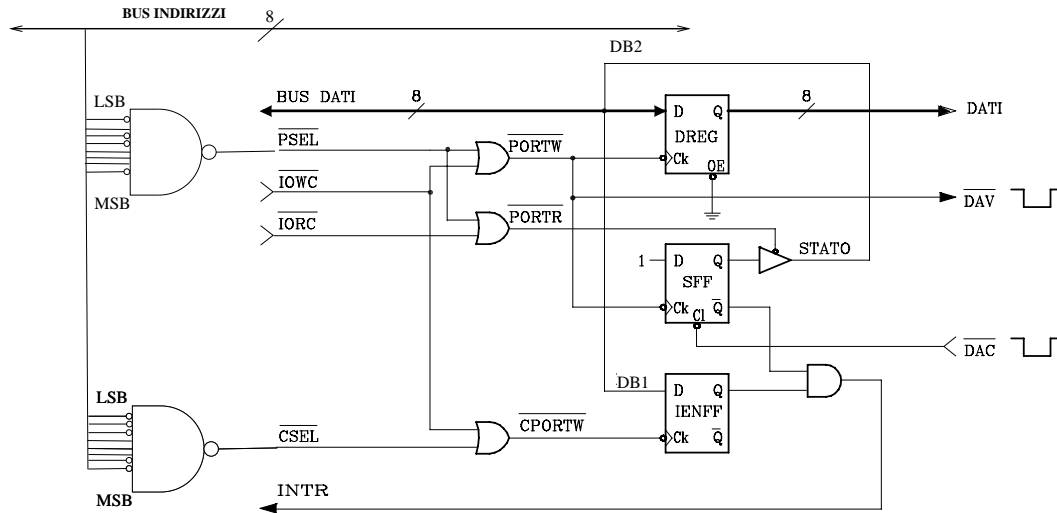 BUS INDIRIZZI
8
DB2
LSB
MSB
BUS DATI
8
D Q
DREG
Ck
OE
8
DATI
PSEL
PORTW
IOWC
DAV
IORC
PORTR
STATO
1
D Q
SFF
Ck Q
Cl
DAC
LSB
MSB
DB1
D Q
IENFF
Ck Q
CSEL
CPORTW
INTR